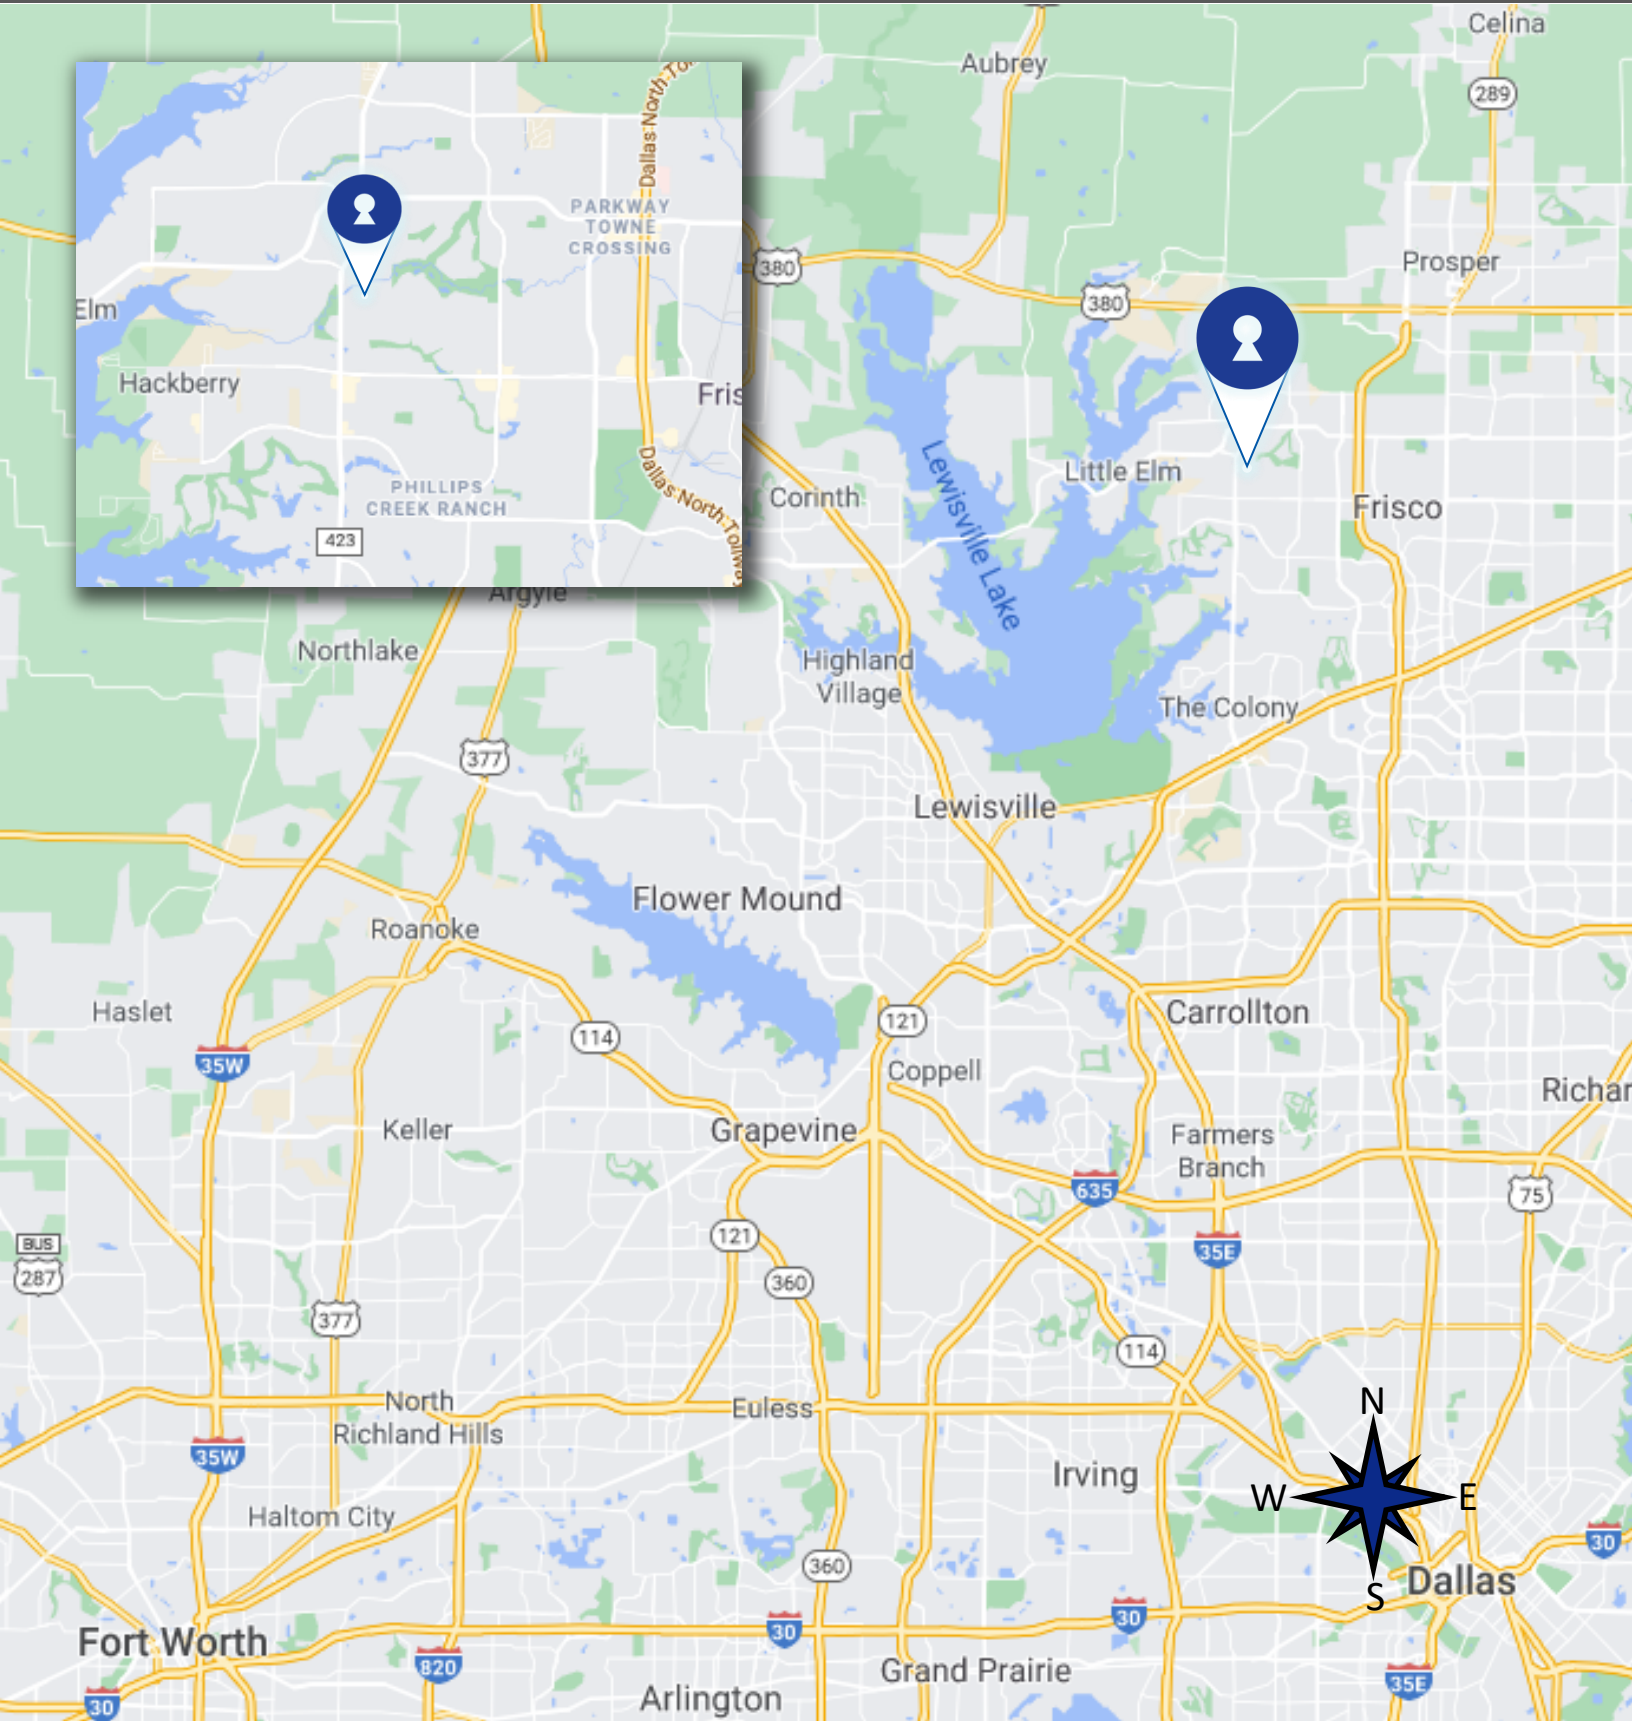 Celina
Aubrey
289
Dallas North To
PARKWAY
TOWNE
CROSSING
Elm
Hackberry
Fris
PHILLIPS
CREEK RANCH
423
Dallas North Tollwa
380
380
Prosper
Little Elm
Corinth
Frisco
Lewisville Lake
Argyle
Northlake
Highland
Village
The Colony
377
Lewisville
Flower Mound
Roanoke
Haslet
121
Carrollton
114
35W
Coppell
Richar
Keller
Grapevine
Farmers
Branch
635
75
121
BUS
287
35E
360
377
114
North
Richland Hills
Euless
N
35W
Irving
W
E
Haltom City
30
360
Dallas
S
30
30
Fort Worth
820
Grand Prairie
35E
Arlington
30